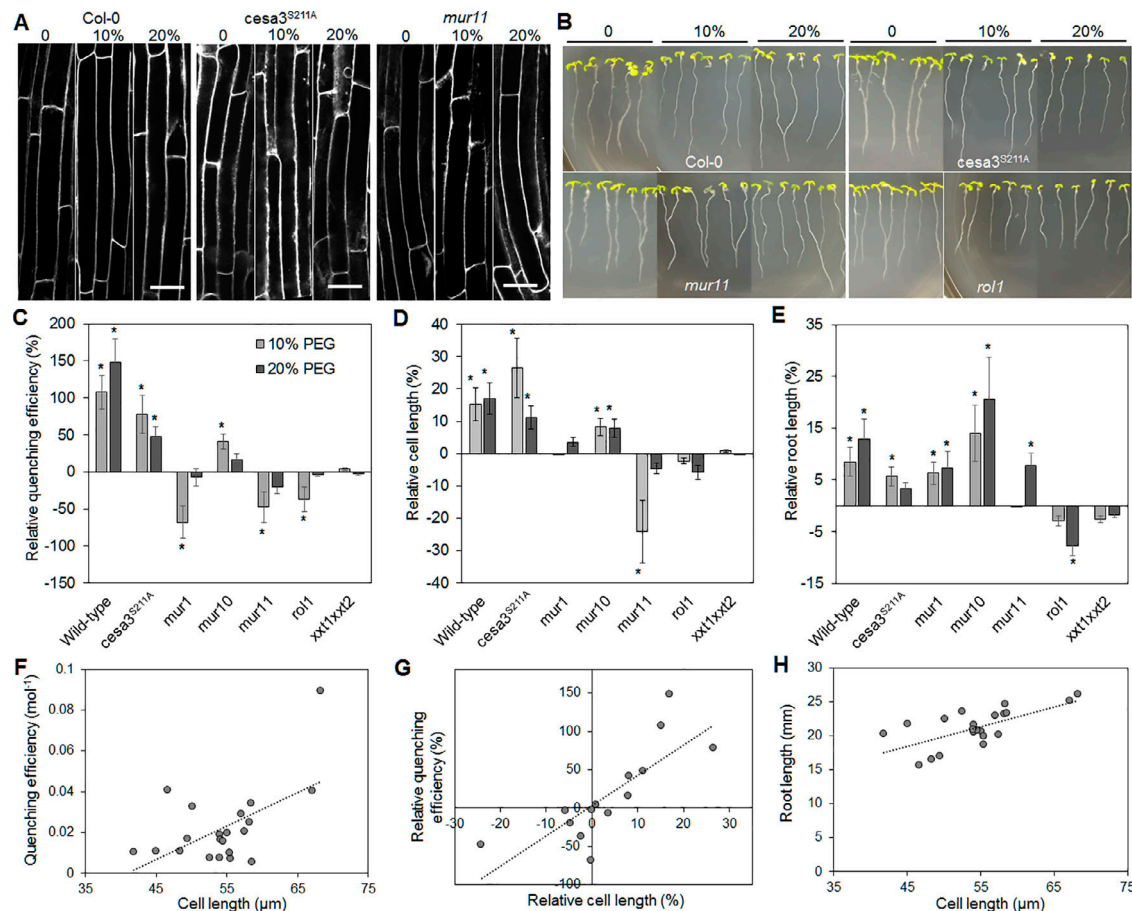 A Col-0 cesa3S211A mur11
0 10% 20% 0 10% 20% 0 10% 20%
B 0 10% 20% 0 10% 20%
Col-0 cesa3S211A
mur11 rol1
C
Relative quenching efficiency (%)
200
150
100
50
0
-50
-100
-150
10% PEG
20% PEG
* * * * * * * *
Wild-type cesa3S211A mur1 mur10 mur11 rol1 xxt1xxt2
D
Relative cell length (%)
40
30
20
10
0
-10
-20
-30
-40
* * * * * * *
Wild-type cesa3S211A mur1 mur10 mur11 rol1 xxt1xxt2
E
Relative root length (%)
35
25
15
5
-5
-15
* * * * * * * * *
Wild-type cesa3S211A mur1 mur10 mur11 rol1 xxt1xxt2
F
Quenching efficiency (mol-1)
0.1
0.08
0.06
0.04
0.02
0
35 45 55 65 75
Cell length (µm)
G
Relative quenching
efficiency (%)
150
100
50
0
-50
-100
-30 -20 -10 0 10 20 30
Relative cell length (%)
H
Root length (mm)
30
25
20
15
10
5
0
35 45 55 65 75
Cell length (µm)